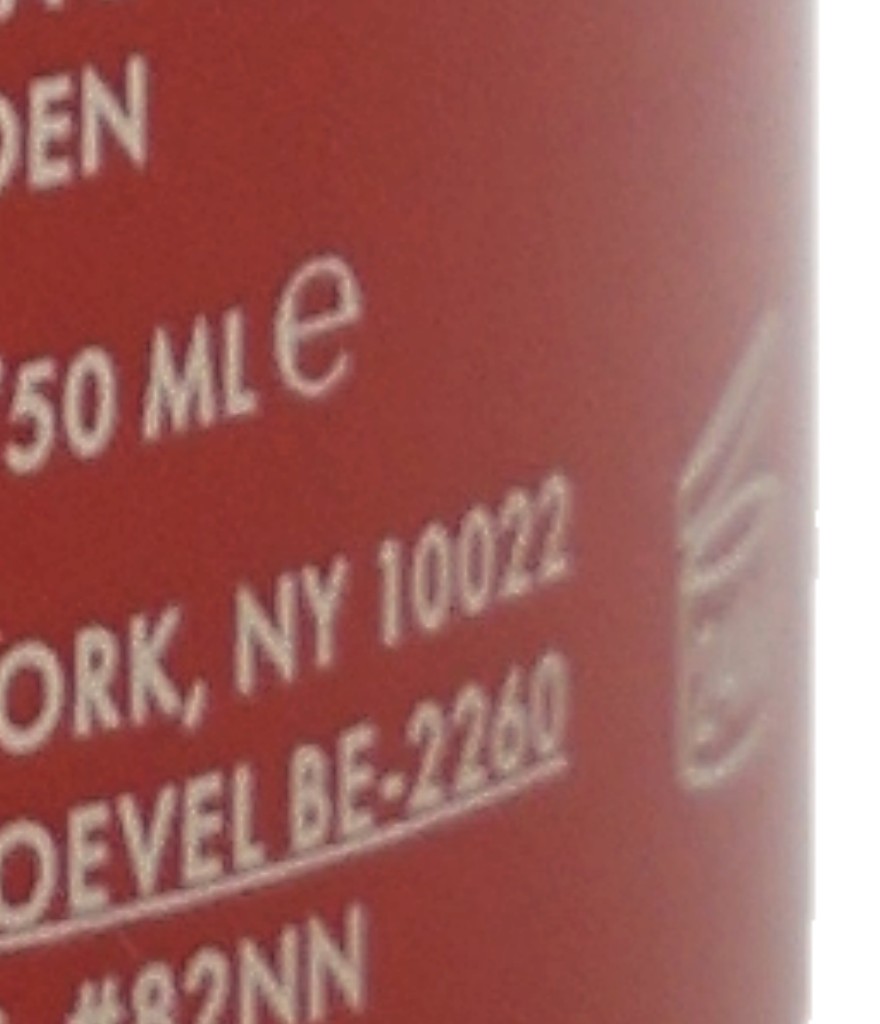 DEN
50 ML e
ORK, NY 10022
OEVEL BE-2260
#82NN